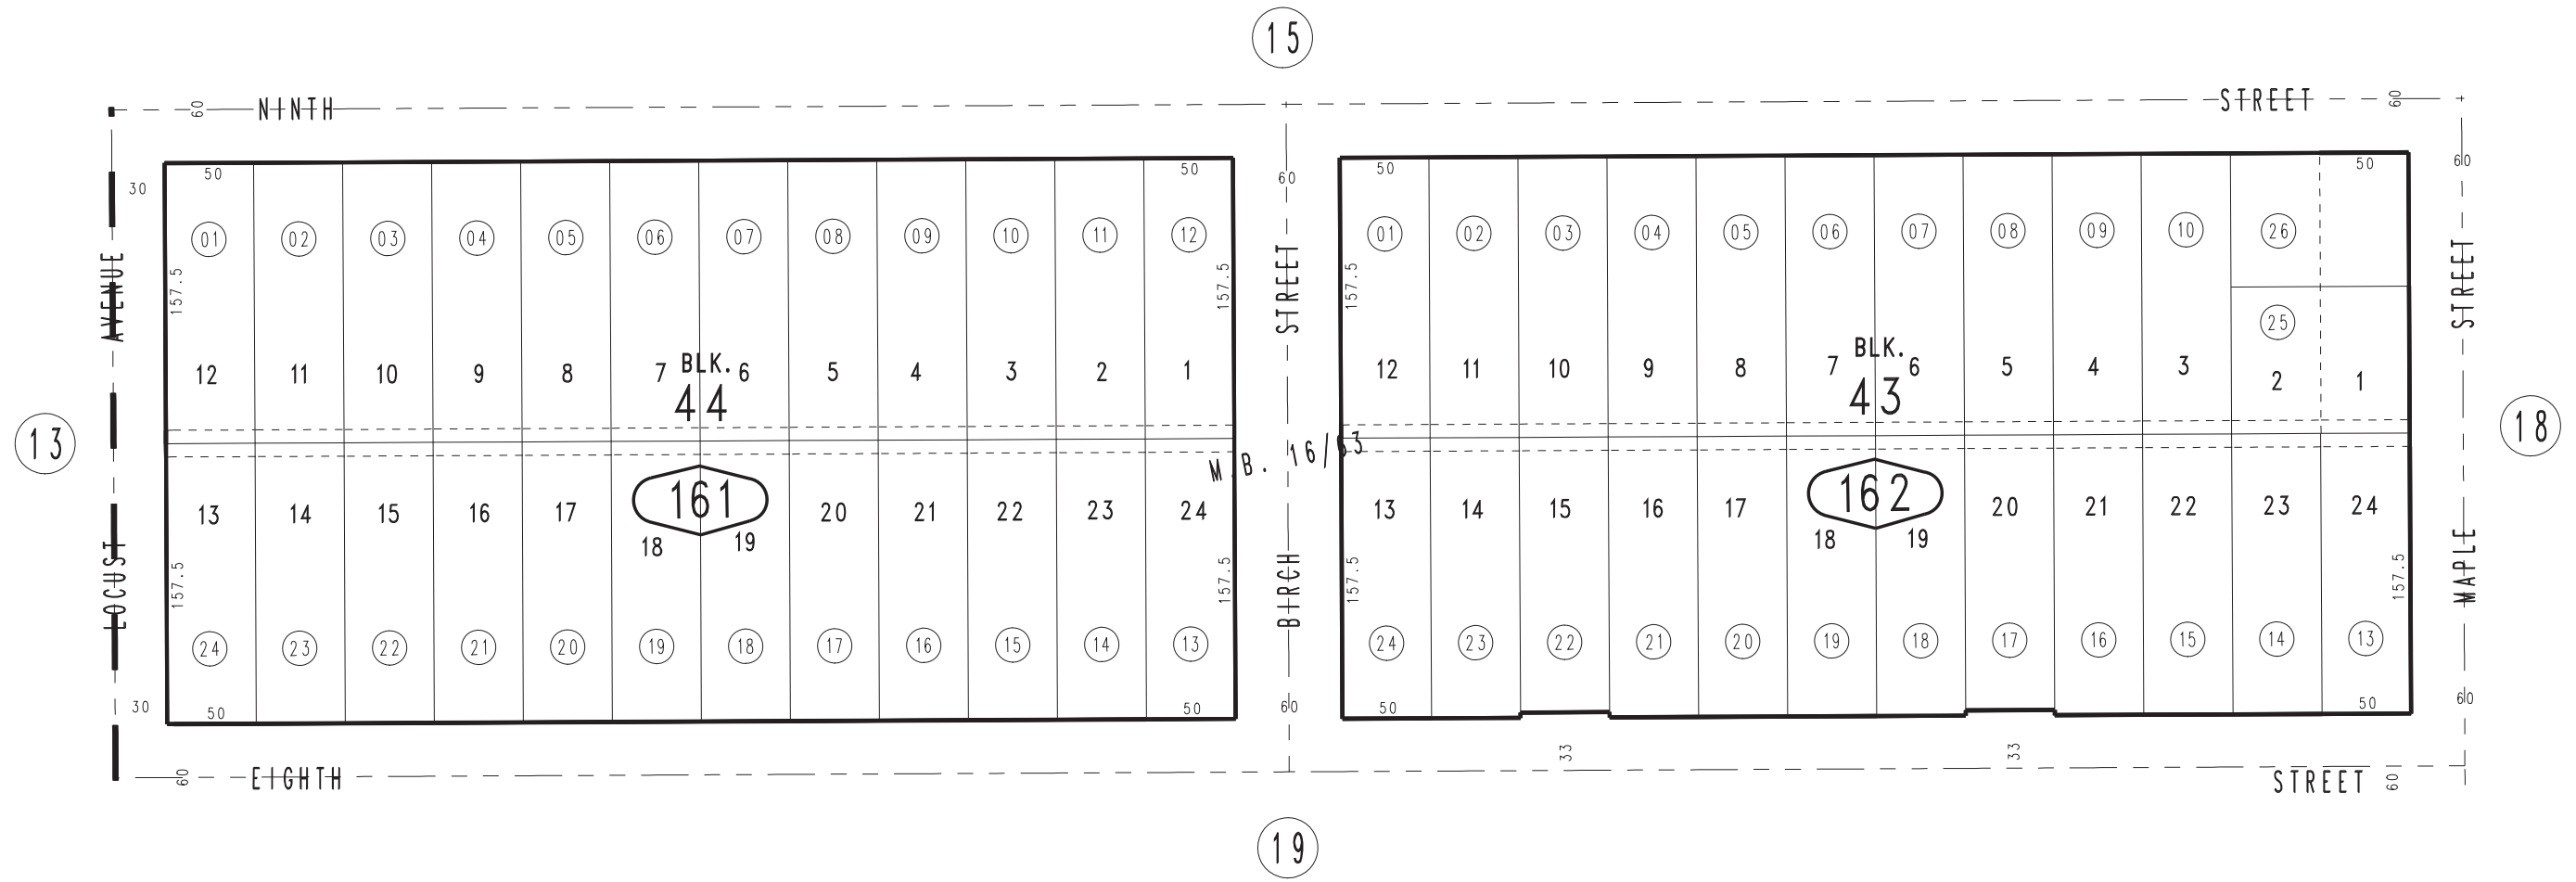 15
60 NINTH STREET 60
30 50 50 60 50 50 60
01 02 03 04 05 06 07 08 09 10 11 12 01 02 03 04 05 06 07 08 09 10 26
AVENUE 157.5 157.5 STREET 157.5 STREET
25
BLK. BLK.
12 11 10 9 8 7 6 5 4 3 2 1 12 11 10 9 8 7 6 5 4 3 2 1
44 43
13 M.B. 16/63 18
161 162
13 14 15 16 17 20 21 22 23 24 13 14 15 16 17 20 21 22 23 24
18 19 18 19
LOCUST 157.5 157.5 BIRCH 157.5 157.5 MAPLE
24 23 22 21 20 19 18 17 16 15 14 13 24 23 22 21 20 19 18 17 16 15 14 13
30 50 50 60 50 50 60
33 33
60 EIGHTH STREET 60
19